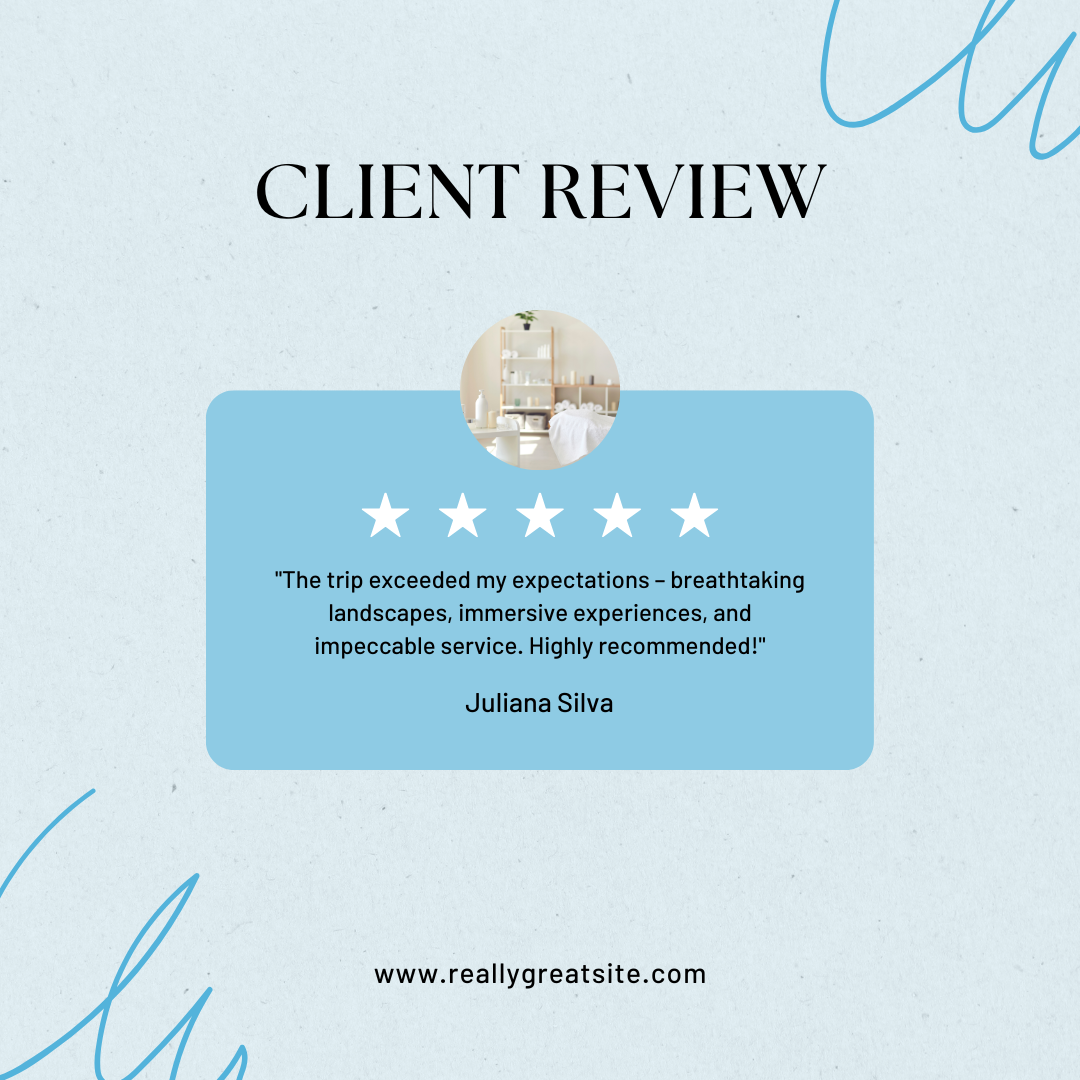 CLIENT REVIEW
"The trip exceeded my expectations – breathtaking
landscapes, immersive experiences, and
impeccable service. Highly recommended!"
Juliana Silva
www.reallygreatsite.com